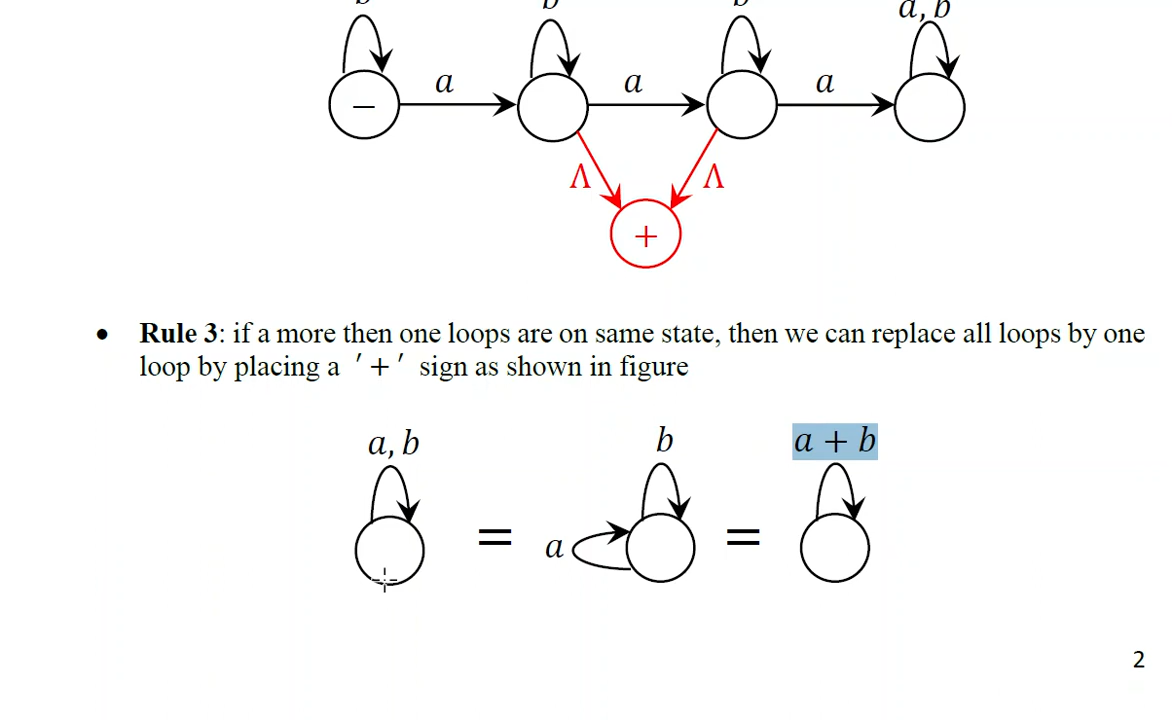 b b b a, b
a a a
−
Λ Λ
+
• Rule 3: if a more then one loops are on same state, then we can replace all loops by one
loop by placing a ′ + ′ sign as shown in figure
a, b b a + b
= a =
2